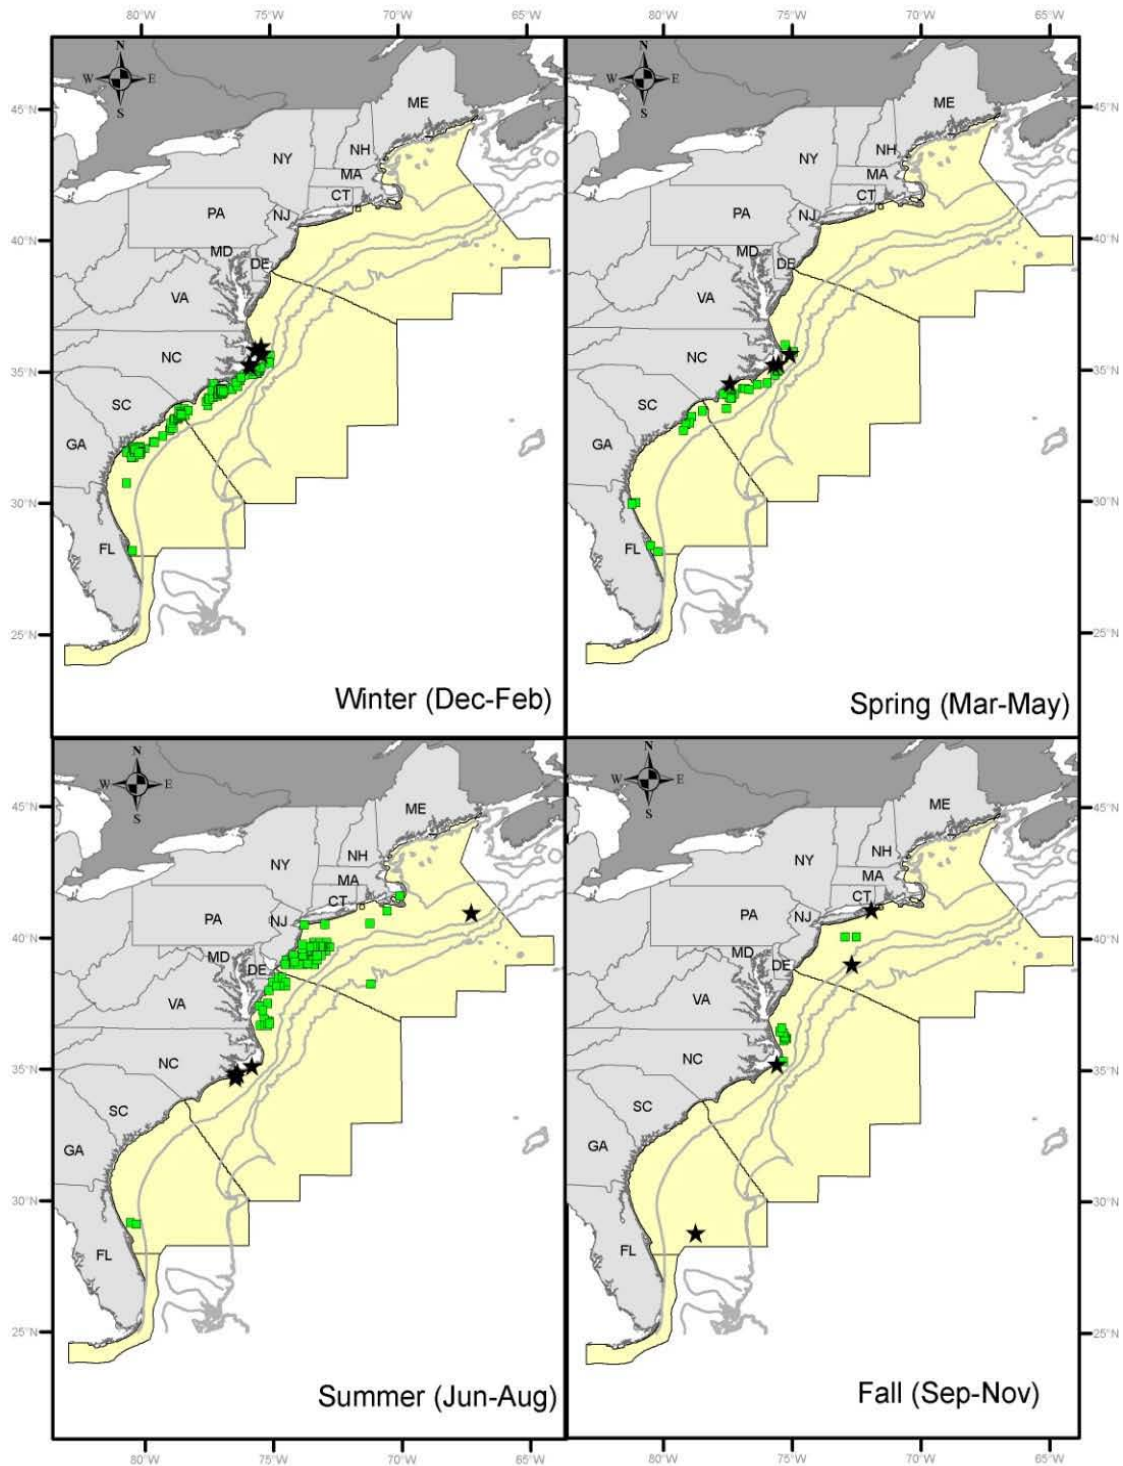 80°W 75°W 70°W 65°W 80°W 75°W 70°W 65°W
N N
W E W E
S S
45°N ME ME 45°N
NH NH
NY NY
MA MA
CT CT
PA NJ PA NJ
40°N 40°N
MD DE MD DE
VA VA
NC NC
35°N 35°N
SC SC
GA GA
30°N 30°N
FL FL
25°N 25°N
Winter (Dec-Feb) Spring (Mar-May)
N N
W E W E
S S
45°N ME ME 45°N
NH NH
NY NY
MA MA
CT CT
PA NJ PA NJ
40°N 40°N
MD DE MD DE
VA VA
NC NC
35°N 35°N
SC SC
GA GA
30°N 30°N
FL FL
25°N 25°N
Summer (Jun-Aug) Fall (Sep-Nov)
80°W 75°W 70°W 65°W 80°W 75°W 70°W 65°W